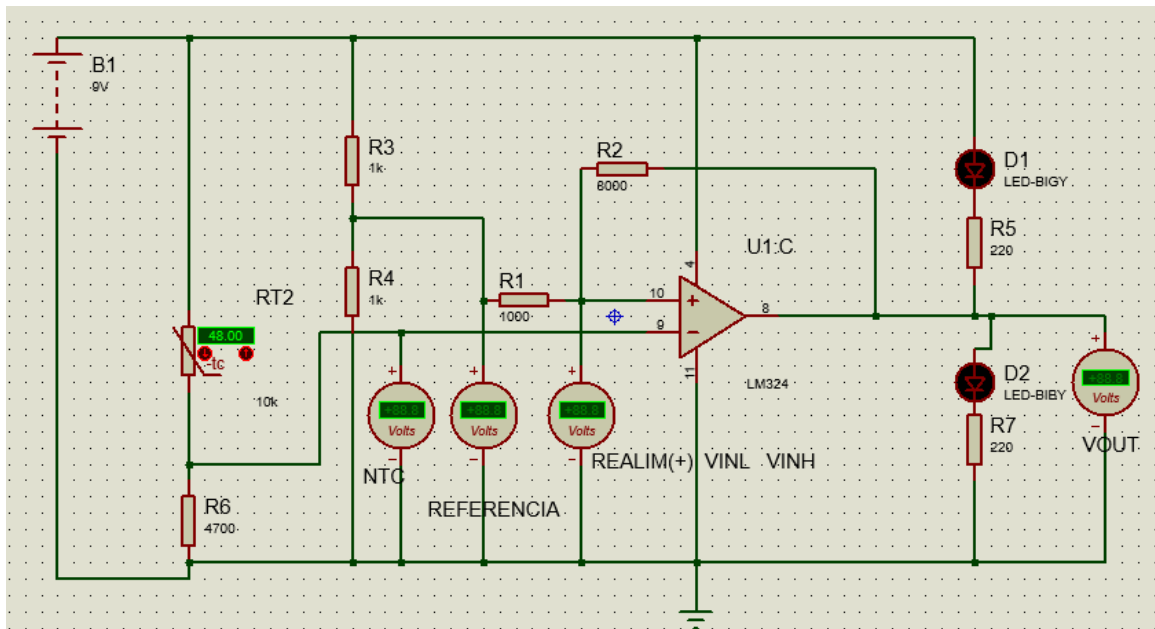 B1
9V
R3
1k
R2
8000
D1
LED-BIGY
U1:C
R5
220
4
R4
1k
R1
1000
10
+
8
RT2
48.00
-tc
9
−
11
LM324
10k
D2
LED-BIBY
+88.8
Volts
+88.8
Volts
+88.8
Volts
+88.8
Volts
R7
220
VOUT
NTC
REALIM(+) VINL VINH
R6
4700
REFERENCIA